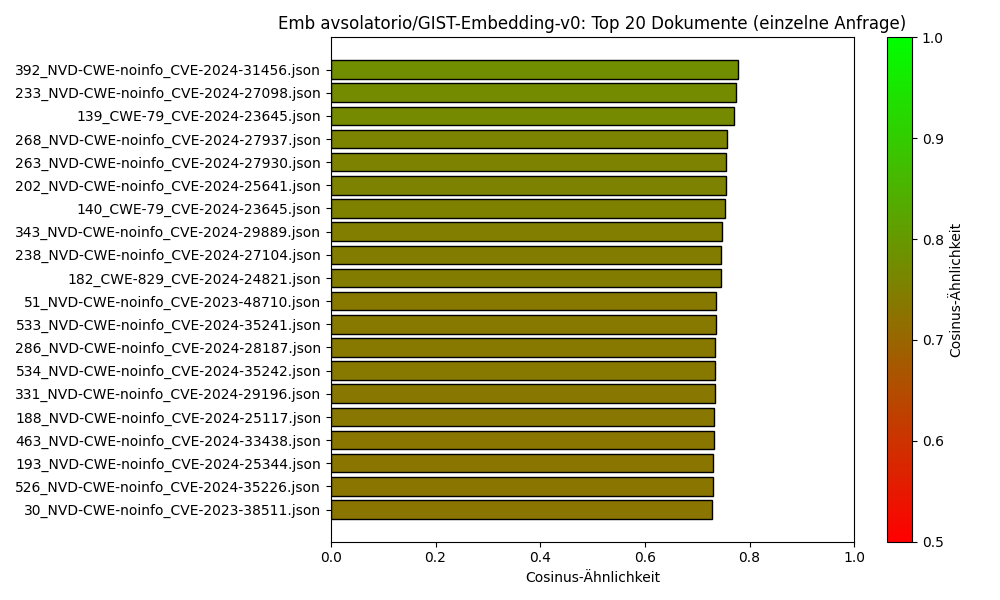 Emb avsolatorio/GIST-Embedding-v0: Top 20 Dokumente (einzelne Anfrage)
392_NVD-CWE-noinfo_CVE-2024-31456.json
233_NVD-CWE-noinfo_CVE-2024-27098.json
139_CWE-79_CVE-2024-23645.json
268_NVD-CWE-noinfo_CVE-2024-27937.json
263_NVD-CWE-noinfo_CVE-2024-27930.json
202_NVD-CWE-noinfo_CVE-2024-25641.json
140_CWE-79_CVE-2024-23645.json
343_NVD-CWE-noinfo_CVE-2024-29889.json
238_NVD-CWE-noinfo_CVE-2024-27104.json
182_CWE-829_CVE-2024-24821.json
51_NVD-CWE-noinfo_CVE-2023-48710.json
533_NVD-CWE-noinfo_CVE-2024-35241.json
286_NVD-CWE-noinfo_CVE-2024-28187.json
534_NVD-CWE-noinfo_CVE-2024-35242.json
331_NVD-CWE-noinfo_CVE-2024-29196.json
188_NVD-CWE-noinfo_CVE-2024-25117.json
463_NVD-CWE-noinfo_CVE-2024-33438.json
193_NVD-CWE-noinfo_CVE-2024-25344.json
526_NVD-CWE-noinfo_CVE-2024-35226.json
30_NVD-CWE-noinfo_CVE-2023-38511.json
0.0 0.2 0.4 0.6 0.8 1.0
Cosinus-Ähnlichkeit
1.0
0.9
0.8
0.7
0.6
0.5
Cosinus-Ähnlichkeit